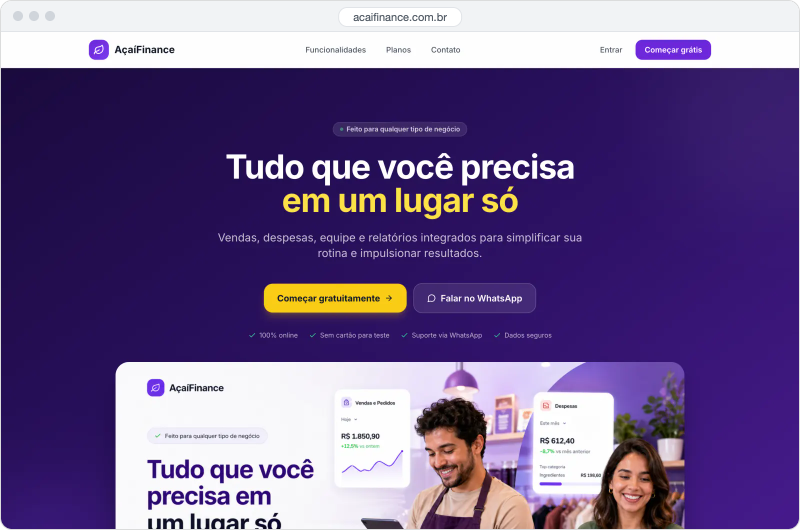 acaifinance.com.br
AçaíFinance
Funcionalidades Planos Contato
Entrar
Começar grátis
Feito para qualquer tipo de negócio
Tudo que você precisa
em um lugar só
Vendas, despesas, equipe e relatórios integrados para simplificar sua
rotina e impulsionar resultados.
Começar gratuitamente →
Falar no WhatsApp
100% online
Sem cartão para teste
Suporte via WhatsApp
Dados seguros
AçaíFinance
Feito para qualquer tipo de negócio
Tudo que você
precisa em
um lugar só
Vendas e Pedidos
Hoje
R$ 1.850,90
+12,5% vs ontem
Despesas
Este mês
R$ 612,40
-8,7% vs mês anterior
Top categoria
Ingredientes R$ 198,60